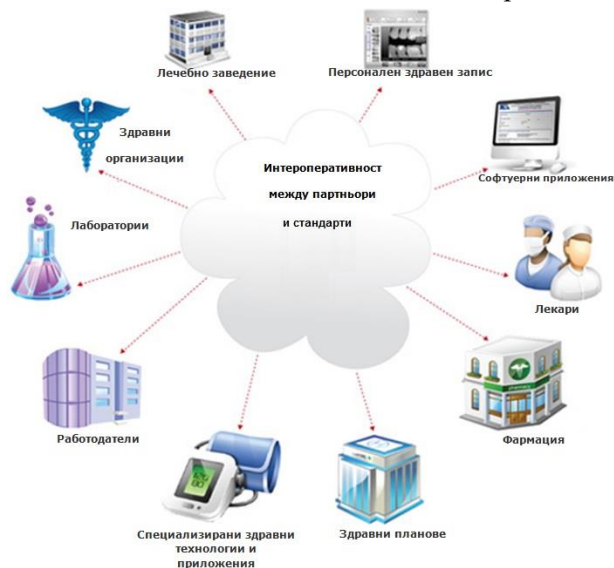 Лечебно заведение
Персонален здравен запис
Здравни
организации
Интероперативност
между партньори
и стандарти
Софтуерни приложения
Лаборатории
Лекари
Работодатели
Фармация
Специализирани здравни
технологии и
приложения
Здравни планове